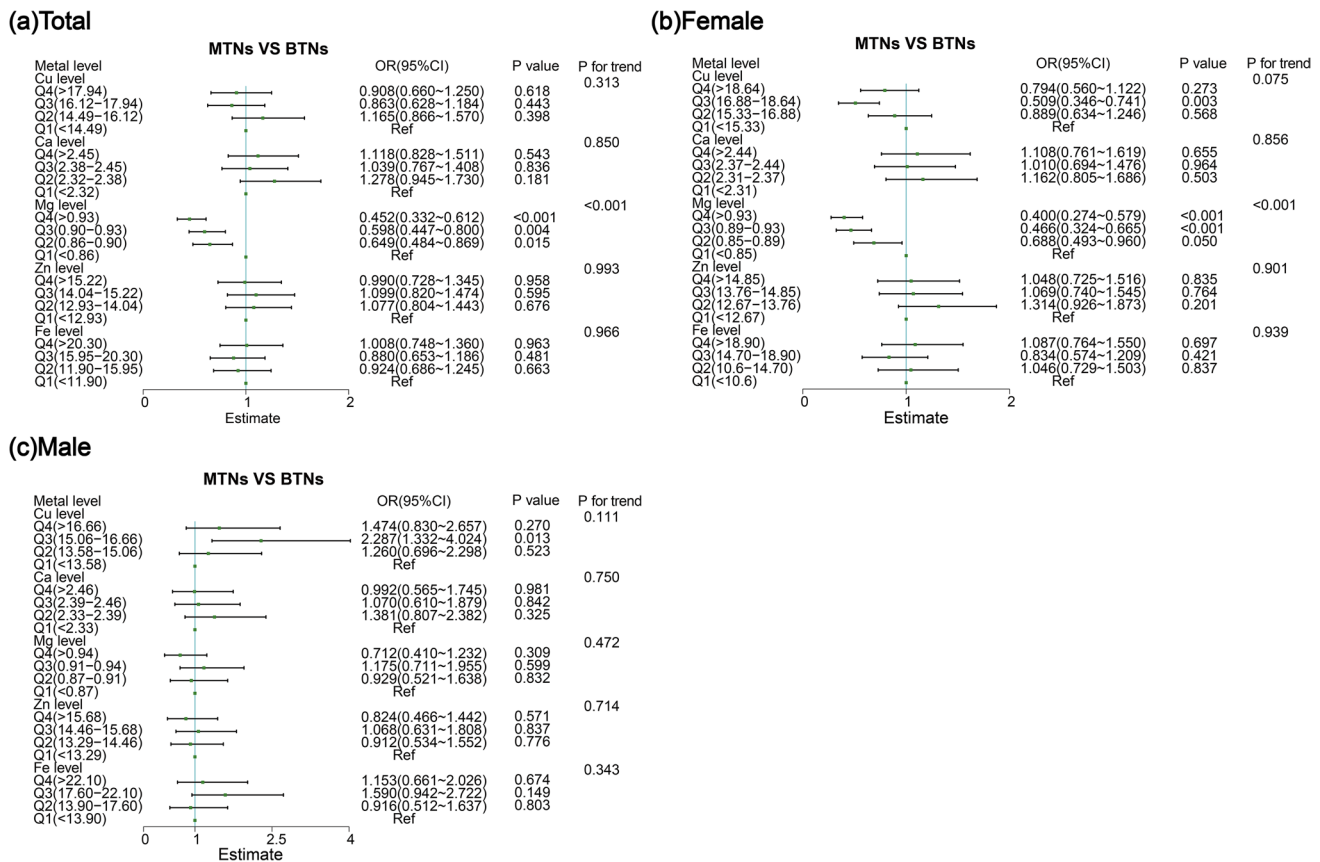 (a)Total
MTNs VS BTNs
Metal level OR(95%CI) P value P for trend
Cu level 0.313
Q4(>17.94) 0.908(0.660~1.250) 0.618
Q3(16.12−17.94) 0.863(0.628~1.184) 0.443
Q2(14.49−16.12) 1.165(0.866~1.570) 0.398
Q1(<14.49) Ref
Ca level 0.850
Q4(>2.45) 1.118(0.828~1.511) 0.543
Q3(2.38−2.45) 1.039(0.767~1.408) 0.836
Q2(2.32−2.38) 1.278(0.945~1.730) 0.181
Q1(<2.32) Ref
Mg level <0.001
Q4(>0.93) 0.452(0.332~0.612) <0.001
Q3(0.90−0.93) 0.598(0.447~0.800) 0.004
Q2(0.86−0.90) 0.649(0.484~0.869) 0.015
Q1(<0.86) Ref
Zn level 0.993
Q4(>15.22) 0.990(0.728~1.345) 0.958
Q3(14.04−15.22) 1.099(0.820~1.474) 0.595
Q2(12.93−14.04) 1.077(0.804~1.443) 0.676
Q1(<12.93) Ref
Fe level 0.966
Q4(>20.30) 1.008(0.748~1.360) 0.963
Q3(15.95−20.30) 0.880(0.653~1.186) 0.481
Q2(11.90−15.95) 0.924(0.686~1.245) 0.663
Q1(<11.90) Ref
0 1 2
Estimate
(b)Female
MTNs VS BTNs
Metal level OR(95%CI) P value P for trend
Cu level 0.075
Q4(>18.64) 0.794(0.560~1.122) 0.273
Q3(16.88−18.64) 0.509(0.346~0.741) 0.003
Q2(15.33−16.88) 0.889(0.634~1.246) 0.568
Q1(<15.33) Ref
Ca level 0.856
Q4(>2.44) 1.108(0.761~1.619) 0.655
Q3(2.37−2.44) 1.010(0.694~1.476) 0.964
Q2(2.31−2.37) 1.162(0.805~1.686) 0.503
Q1(<2.31) Ref
Mg level <0.001
Q4(>0.93) 0.400(0.274~0.579) <0.001
Q3(0.89−0.93) 0.466(0.324~0.665) <0.001
Q2(0.85−0.89) 0.688(0.493~0.960) 0.050
Q1(<0.85) Ref
Zn level 0.901
Q4(>14.85) 1.048(0.725~1.516) 0.835
Q3(13.76−14.85) 1.069(0.740~1.545) 0.764
Q2(12.67−13.76) 1.314(0.926~1.873) 0.201
Q1(<12.67) Ref
Fe level 0.939
Q4(>18.90) 1.087(0.764~1.550) 0.697
Q3(14.70−18.90) 0.834(0.574~1.209) 0.421
Q2(10.6−14.70) 1.046(0.729~1.503) 0.837
Q1(<10.6) Ref
0 1 2
Estimate
(c)Male
MTNs VS BTNs
Metal level OR(95%CI) P value P for trend
Cu level 0.111
Q4(>16.66) 1.474(0.830~2.657) 0.270
Q3(15.06−16.66) 2.287(1.332~4.024) 0.013
Q2(13.58−15.06) 1.260(0.696~2.298) 0.523
Q1(<13.58) Ref
Ca level 0.750
Q4(>2.46) 0.992(0.565~1.745) 0.981
Q3(2.39−2.46) 1.070(0.610~1.879) 0.842
Q2(2.33−2.39) 1.381(0.807~2.382) 0.325
Q1(<2.33) Ref
Mg level 0.472
Q4(>0.94) 0.712(0.410~1.232) 0.309
Q3(0.91−0.94) 1.175(0.711~1.955) 0.599
Q2(0.87−0.91) 0.929(0.521~1.638) 0.832
Q1(<0.87) Ref
Zn level 0.714
Q4(>15.68) 0.824(0.466~1.442) 0.571
Q3(14.46−15.68) 1.068(0.631~1.808) 0.837
Q2(13.29−14.46) 0.912(0.534~1.552) 0.776
Q1(<13.29) Ref
Fe level 0.343
Q4(>22.10) 1.153(0.661~2.026) 0.674
Q3(17.60−22.10) 1.590(0.942~2.722) 0.149
Q2(13.90−17.60) 0.916(0.512~1.637) 0.803
Q1(<13.90) Ref
0 1 2.5 4
Estimate